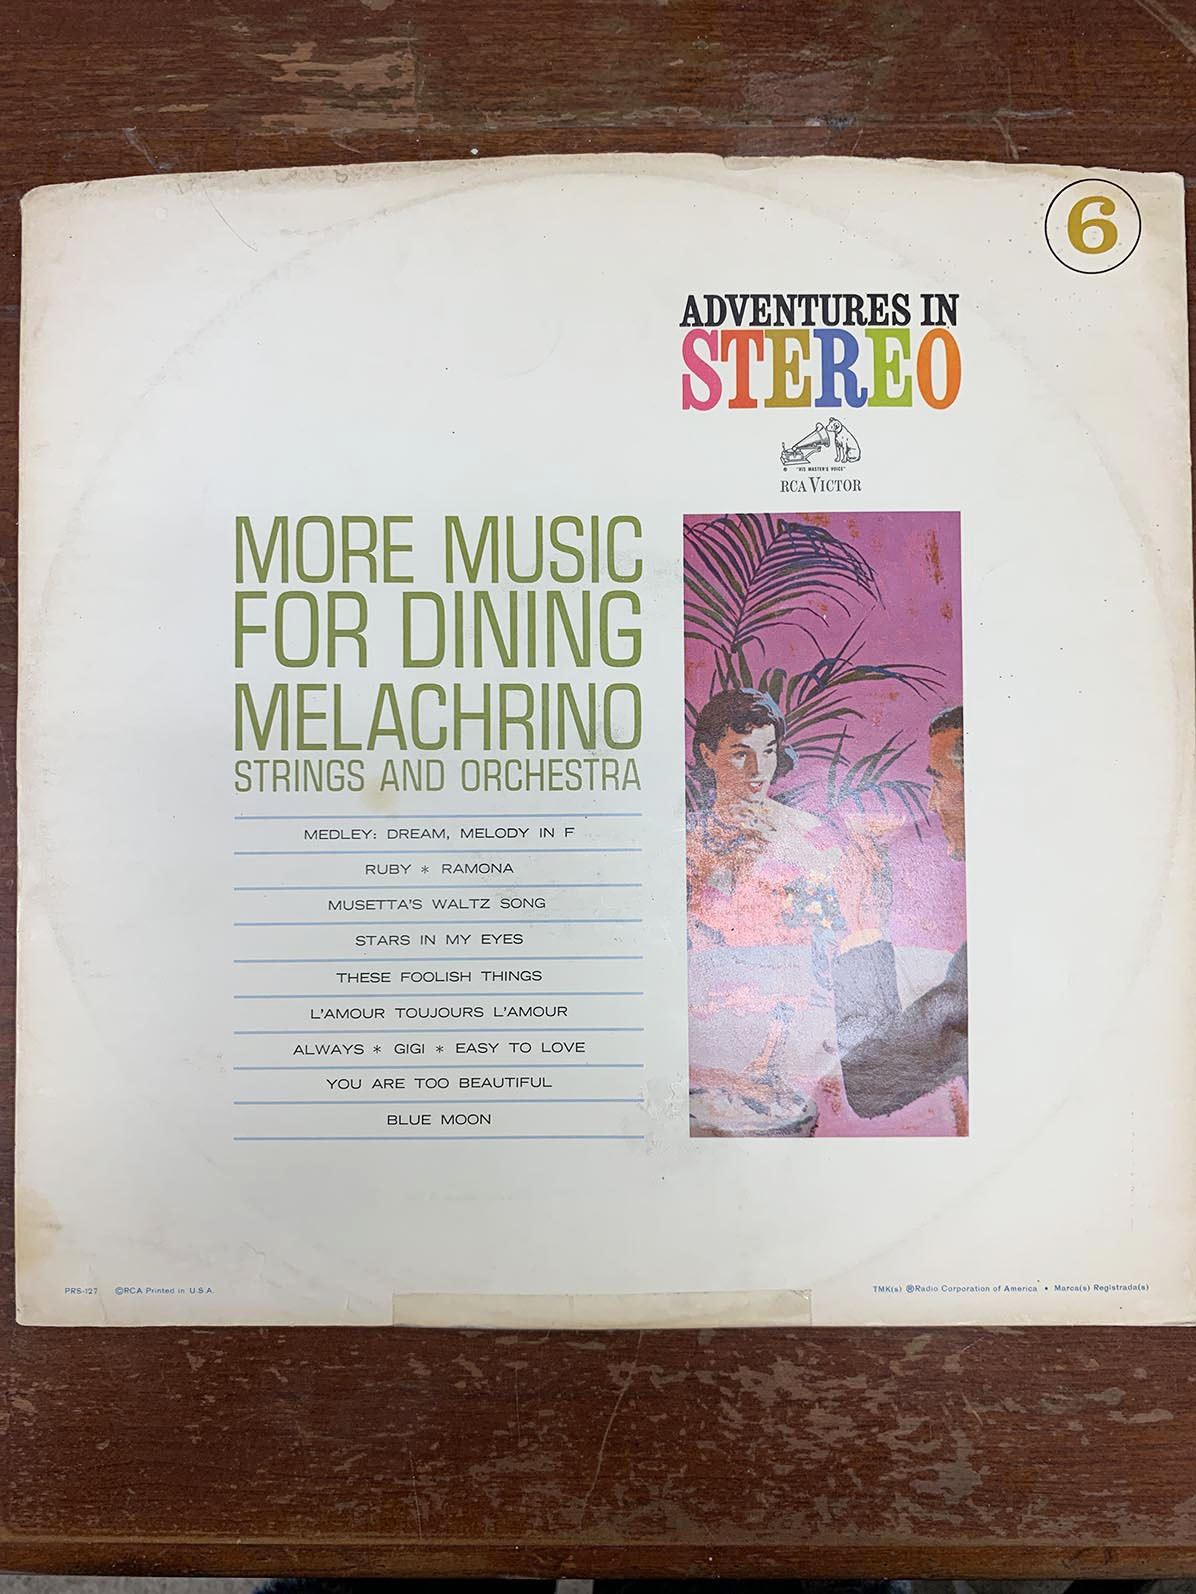 6
ADVENTURES IN
STEREO
"HIS MASTER'S VOICE"
RCA VICTOR
MORE MUSIC
FOR DINING
MELACHRINO
STRINGS AND ORCHESTRA
MEDLEY: DREAM, MELODY IN F
RUBY * RAMONA
MUSETTA'S WALTZ SONG
STARS IN MY EYES
THESE FOOLISH THINGS
L'AMOUR TOUJOURS L'AMOUR
ALWAYS * GIGI * EASY TO LOVE
YOU ARE TOO BEAUTIFUL
BLUE MOON
PRS-127 ©RCA Printed in U.S.A.
TMK(s) ®Radio Corporation of America • Marca(s) Registrada(s)